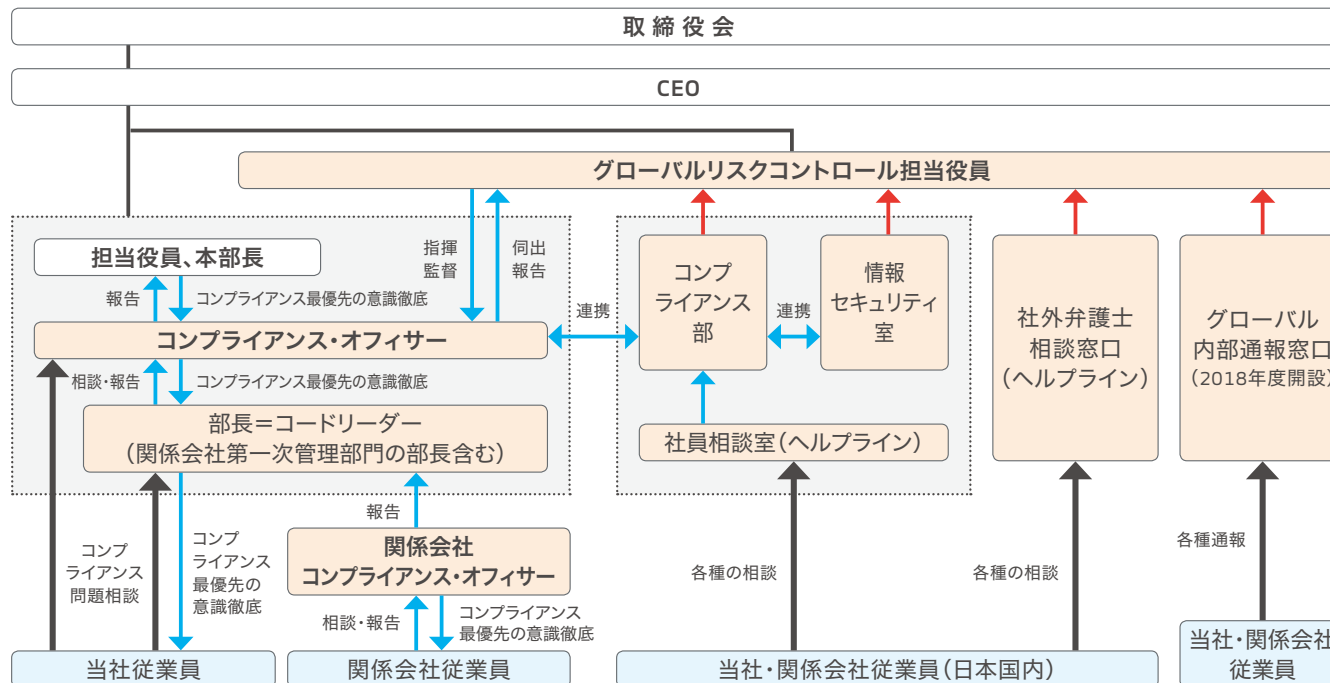 取締役会
CEO
グローバルリスクコントロール担当役員
担当役員、本部長
報告
コンプライアンス最優先の意識徹底
指揮
監督
伺出
報告
コンプライアンス・オフィサー
相談・報告
コンプライアンス最優先の意識徹底
部長＝コードリーダー
（関係会社第一次管理部門の部長含む）
連携
コンプ
ライアンス
部
連携
情報
セキュリティ
室
社員相談室（ヘルプライン）
社外弁護士
相談窓口
（ヘルプライン）
グローバル
内部通報窓口
（2018年度開設）
コンプ
ライアンス
問題相談
コンプ
ライアンス
最優先の
意識徹底
報告
関係会社
コンプライアンス・オフィサー
相談・報告
コンプライアンス
最優先の意識徹底
各種の相談
各種の相談
各種通報
当社従業員
関係会社従業員
当社・関係会社従業員（日本国内）
当社・関係会社
従業員